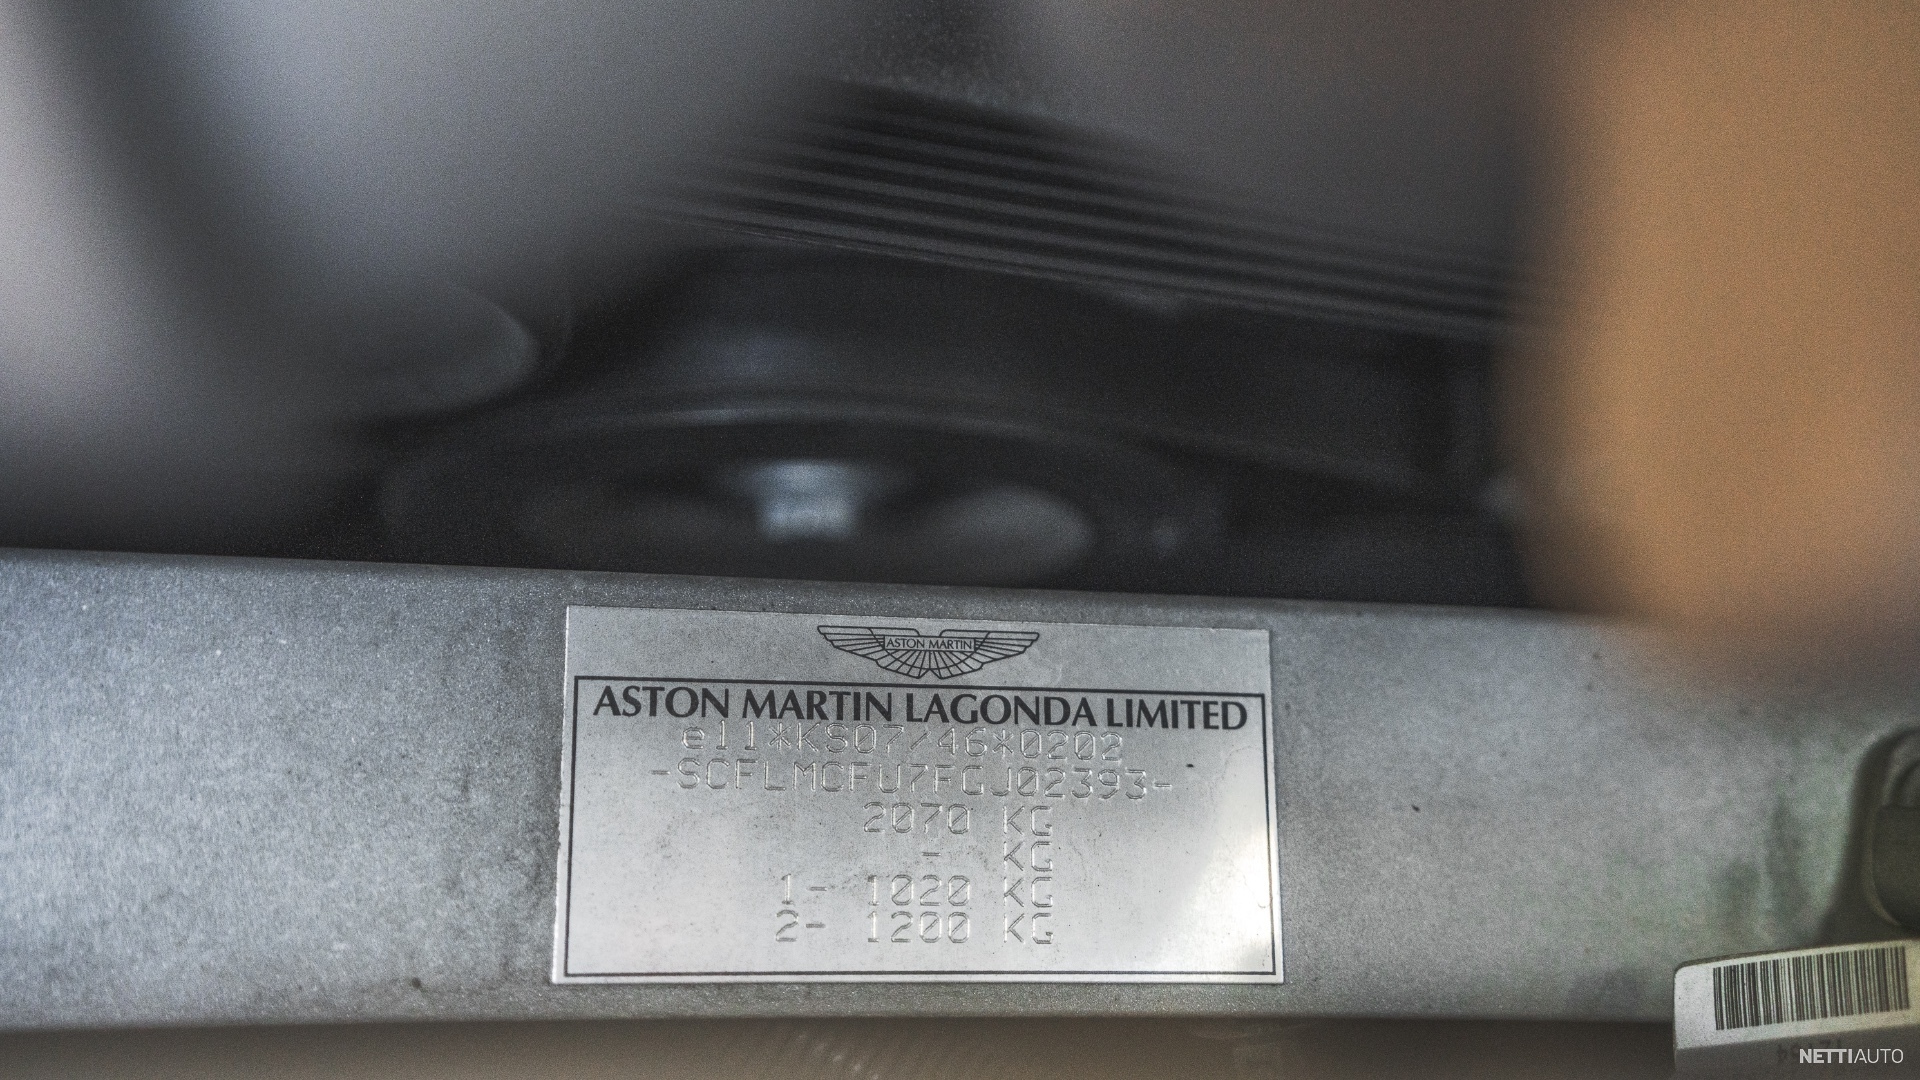 ASTON MARTIN
ASTON MARTIN LAGONDA LIMITED
e11*KS07/46*0202
-SCFLMCFU7FGJ02393-
2070 KG
- KG
1- 1020 KG
2- 1200 KG
NETTIAUTO